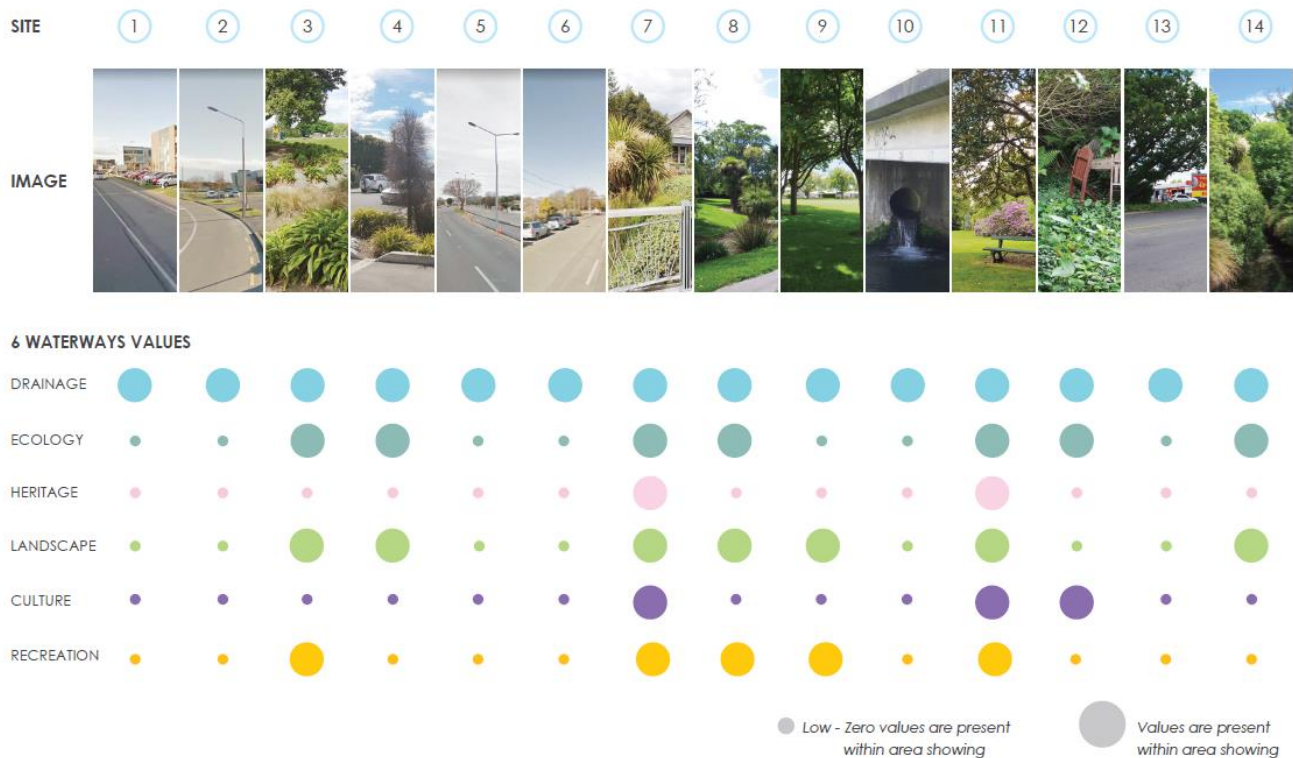 SITE 1 2 3 4 5 6 7 8 9 10 11 12 13 14
IMAGE
6 WATERWAYS VALUES
DRAINAGE
ECOLOGY
HERITAGE
LANDSCAPE
CULTURE
RECREATION
Low - Zero values are present
within area showing
Values are present
within area showing